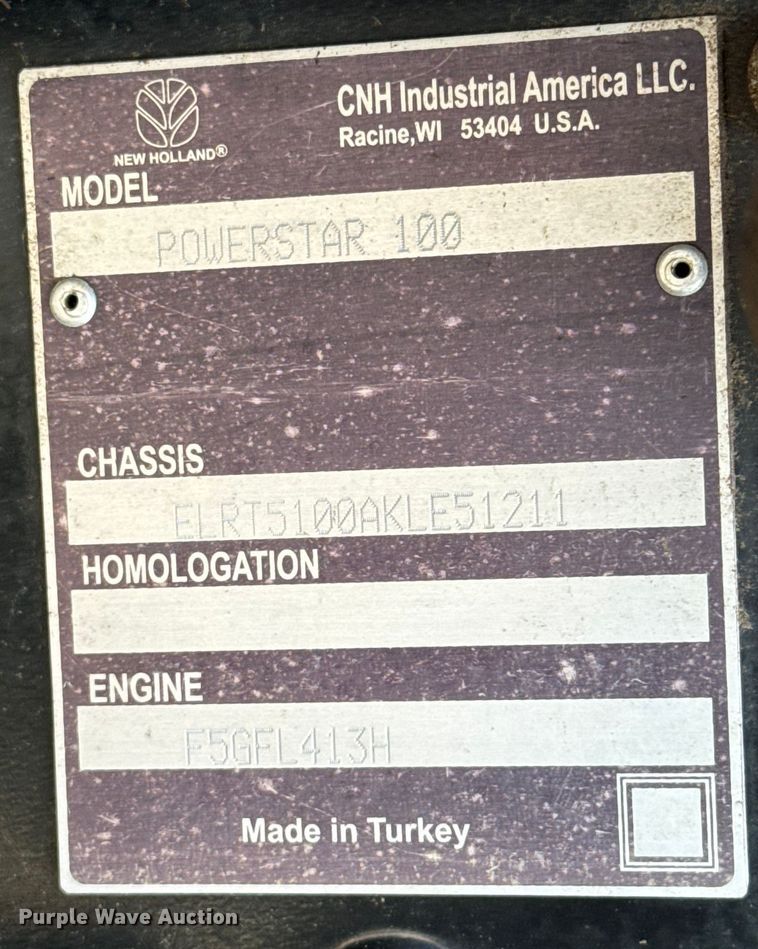 CNH Industrial America LLC.
Racine,WI 53404 U.S.A.
NEW HOLLAND®
MODEL
POWERSTAR 100
CHASSIS
ELRT5100AKLE51211
HOMOLOGATION
ENGINE
F5GFL413H
Made in Turkey
Purple Wave Auction